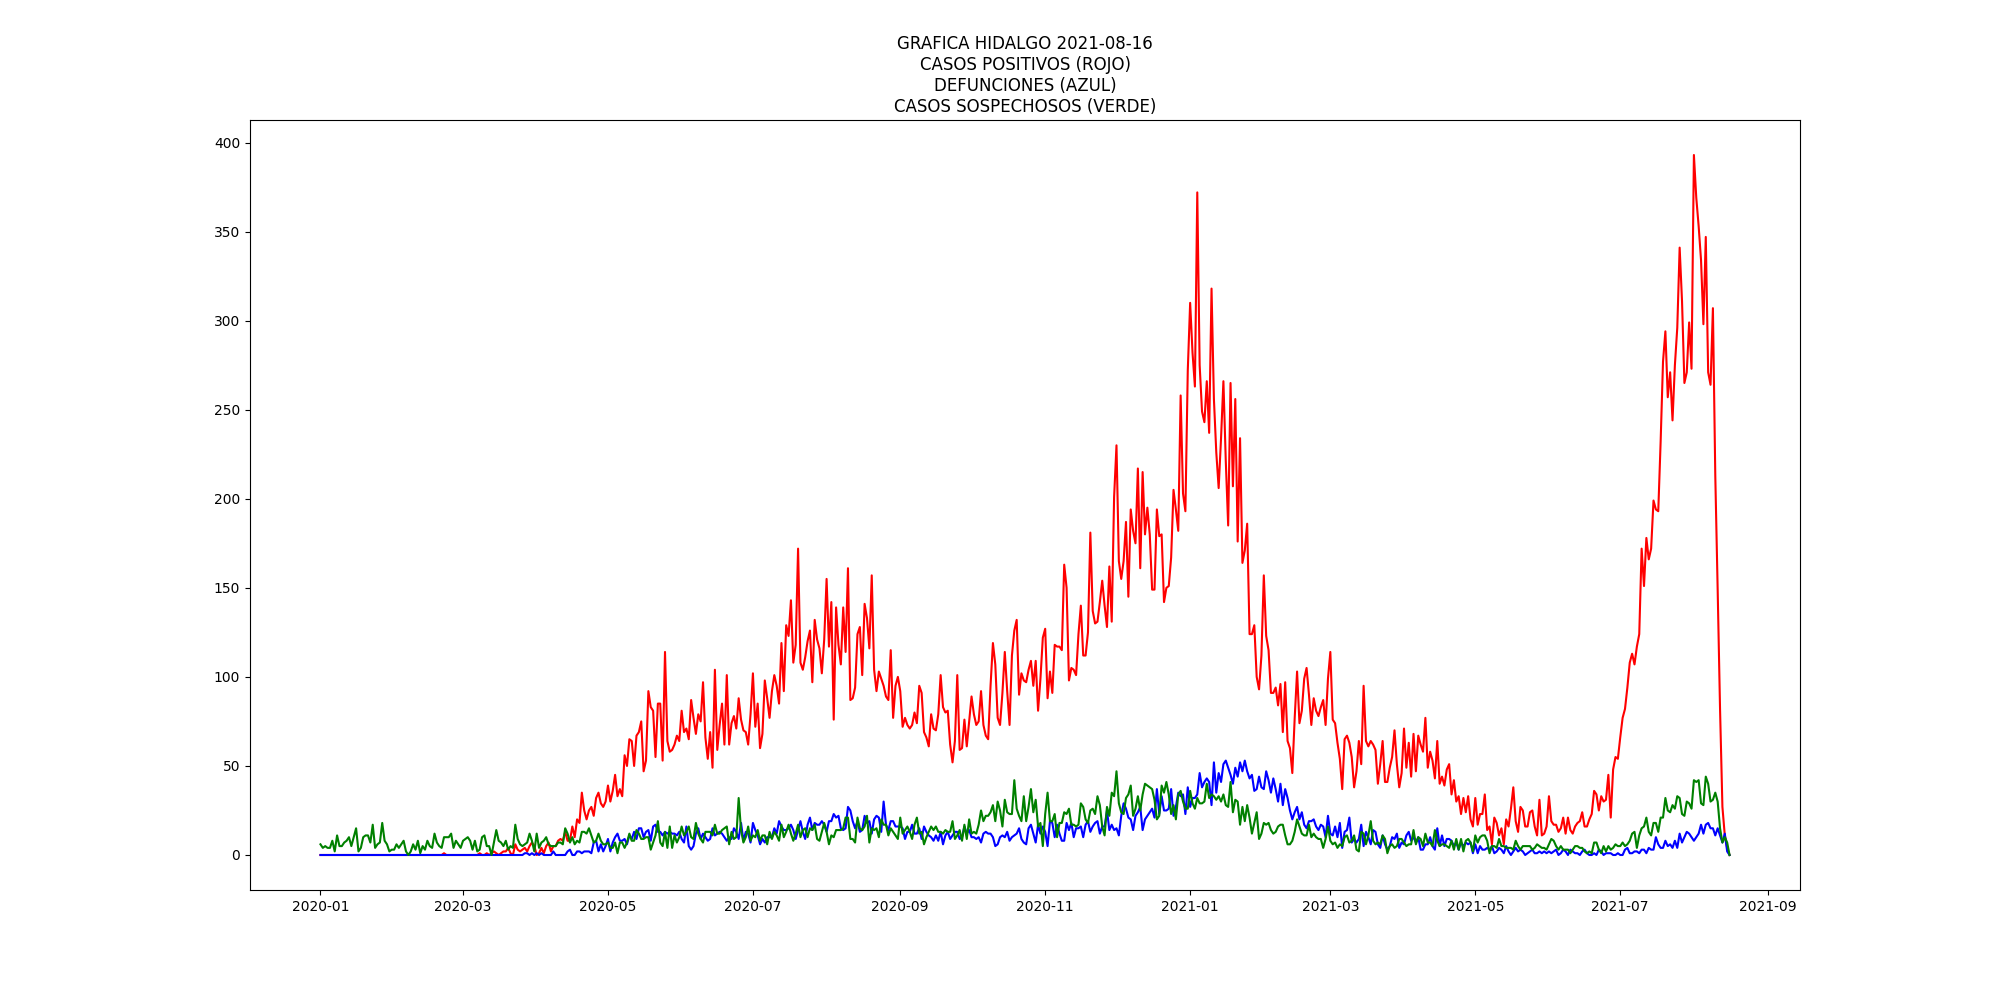 GRAFICA HIDALGO 2021-08-16
CASOS POSITIVOS (ROJO)
DEFUNCIONES (AZUL)
CASOS SOSPECHOSOS (VERDE)
400
350
300
250
200
150
100
50
0
2020-01 2020-03 2020-05 2020-07 2020-09 2020-11 2021-01 2021-03 2021-05 2021-07 2021-09